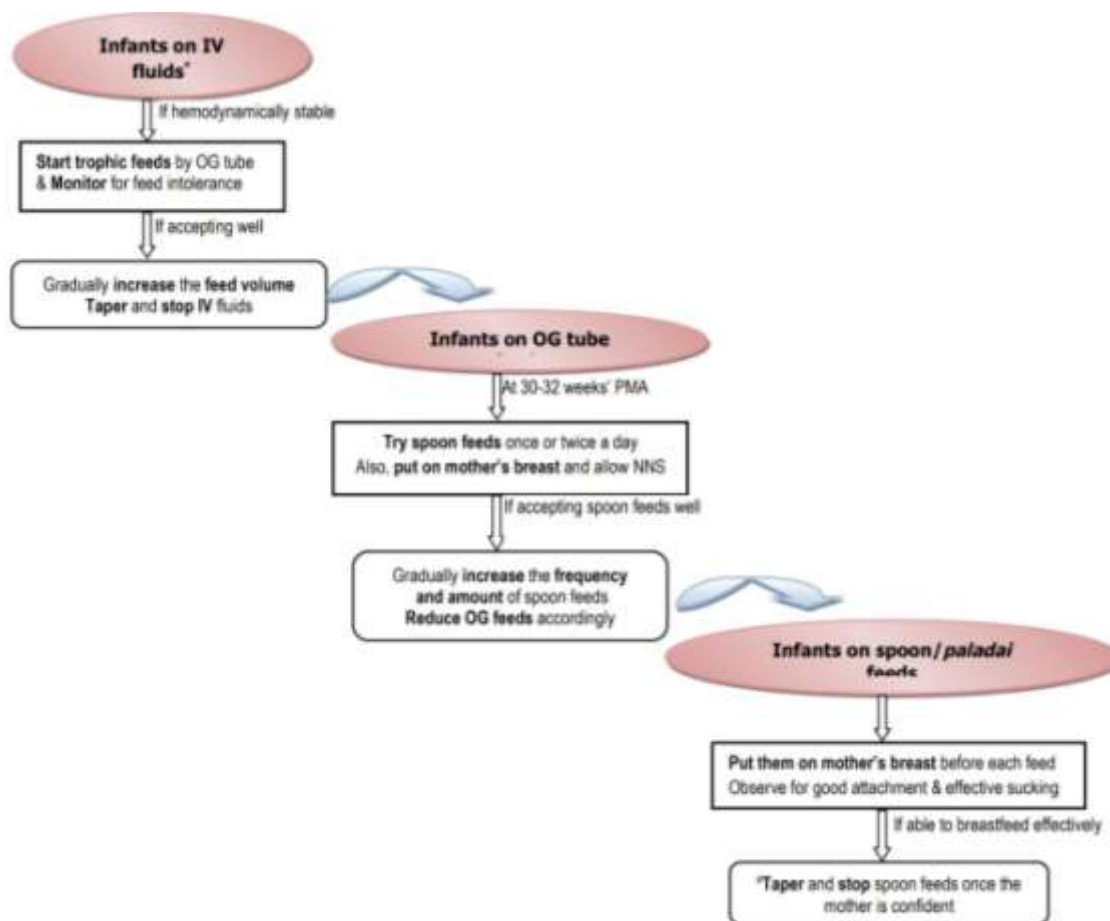 Infants on IV
fluids*
If hemodynamically stable
Start trophic feeds by OG tube
& Monitor for feed intolerance
If accepting well
Gradually increase the feed volume
Taper and stop IV fluids
Infants on OG tube
At 30-32 weeks' PMA
Try spoon feeds once or twice a day
Also, put on mother's breast and allow NNS
If accepting spoon feeds well
Gradually increase the frequency
and amount of spoon feeds
Reduce OG feeds accordingly
Infants on spoon/paladai
feeds
Put them on mother's breast before each feed
Observe for good attachment & effective sucking
If able to breastfeed effectively
#Taper and stop spoon feeds once the
mother is confident